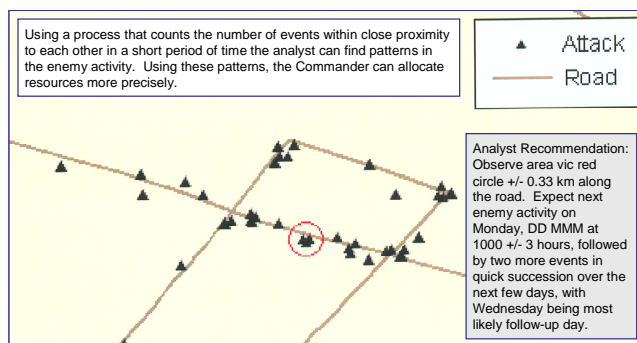 Using a process that counts the number of events within close proximity
to each other in a short period of time the analyst can find patterns in
the enemy activity.  Using these patterns, the Commander can allocate
resources more precisely.
Attack
Road
Analyst Recommendation:
Observe area vic red
circle +/- 0.33 km along
the road.  Expect next
enemy activity on
Monday, DD MMM at
1000 +/- 3 hours, followed
by two more events in
quick succession over the
next few days, with
Wednesday being most
likely follow-up day.